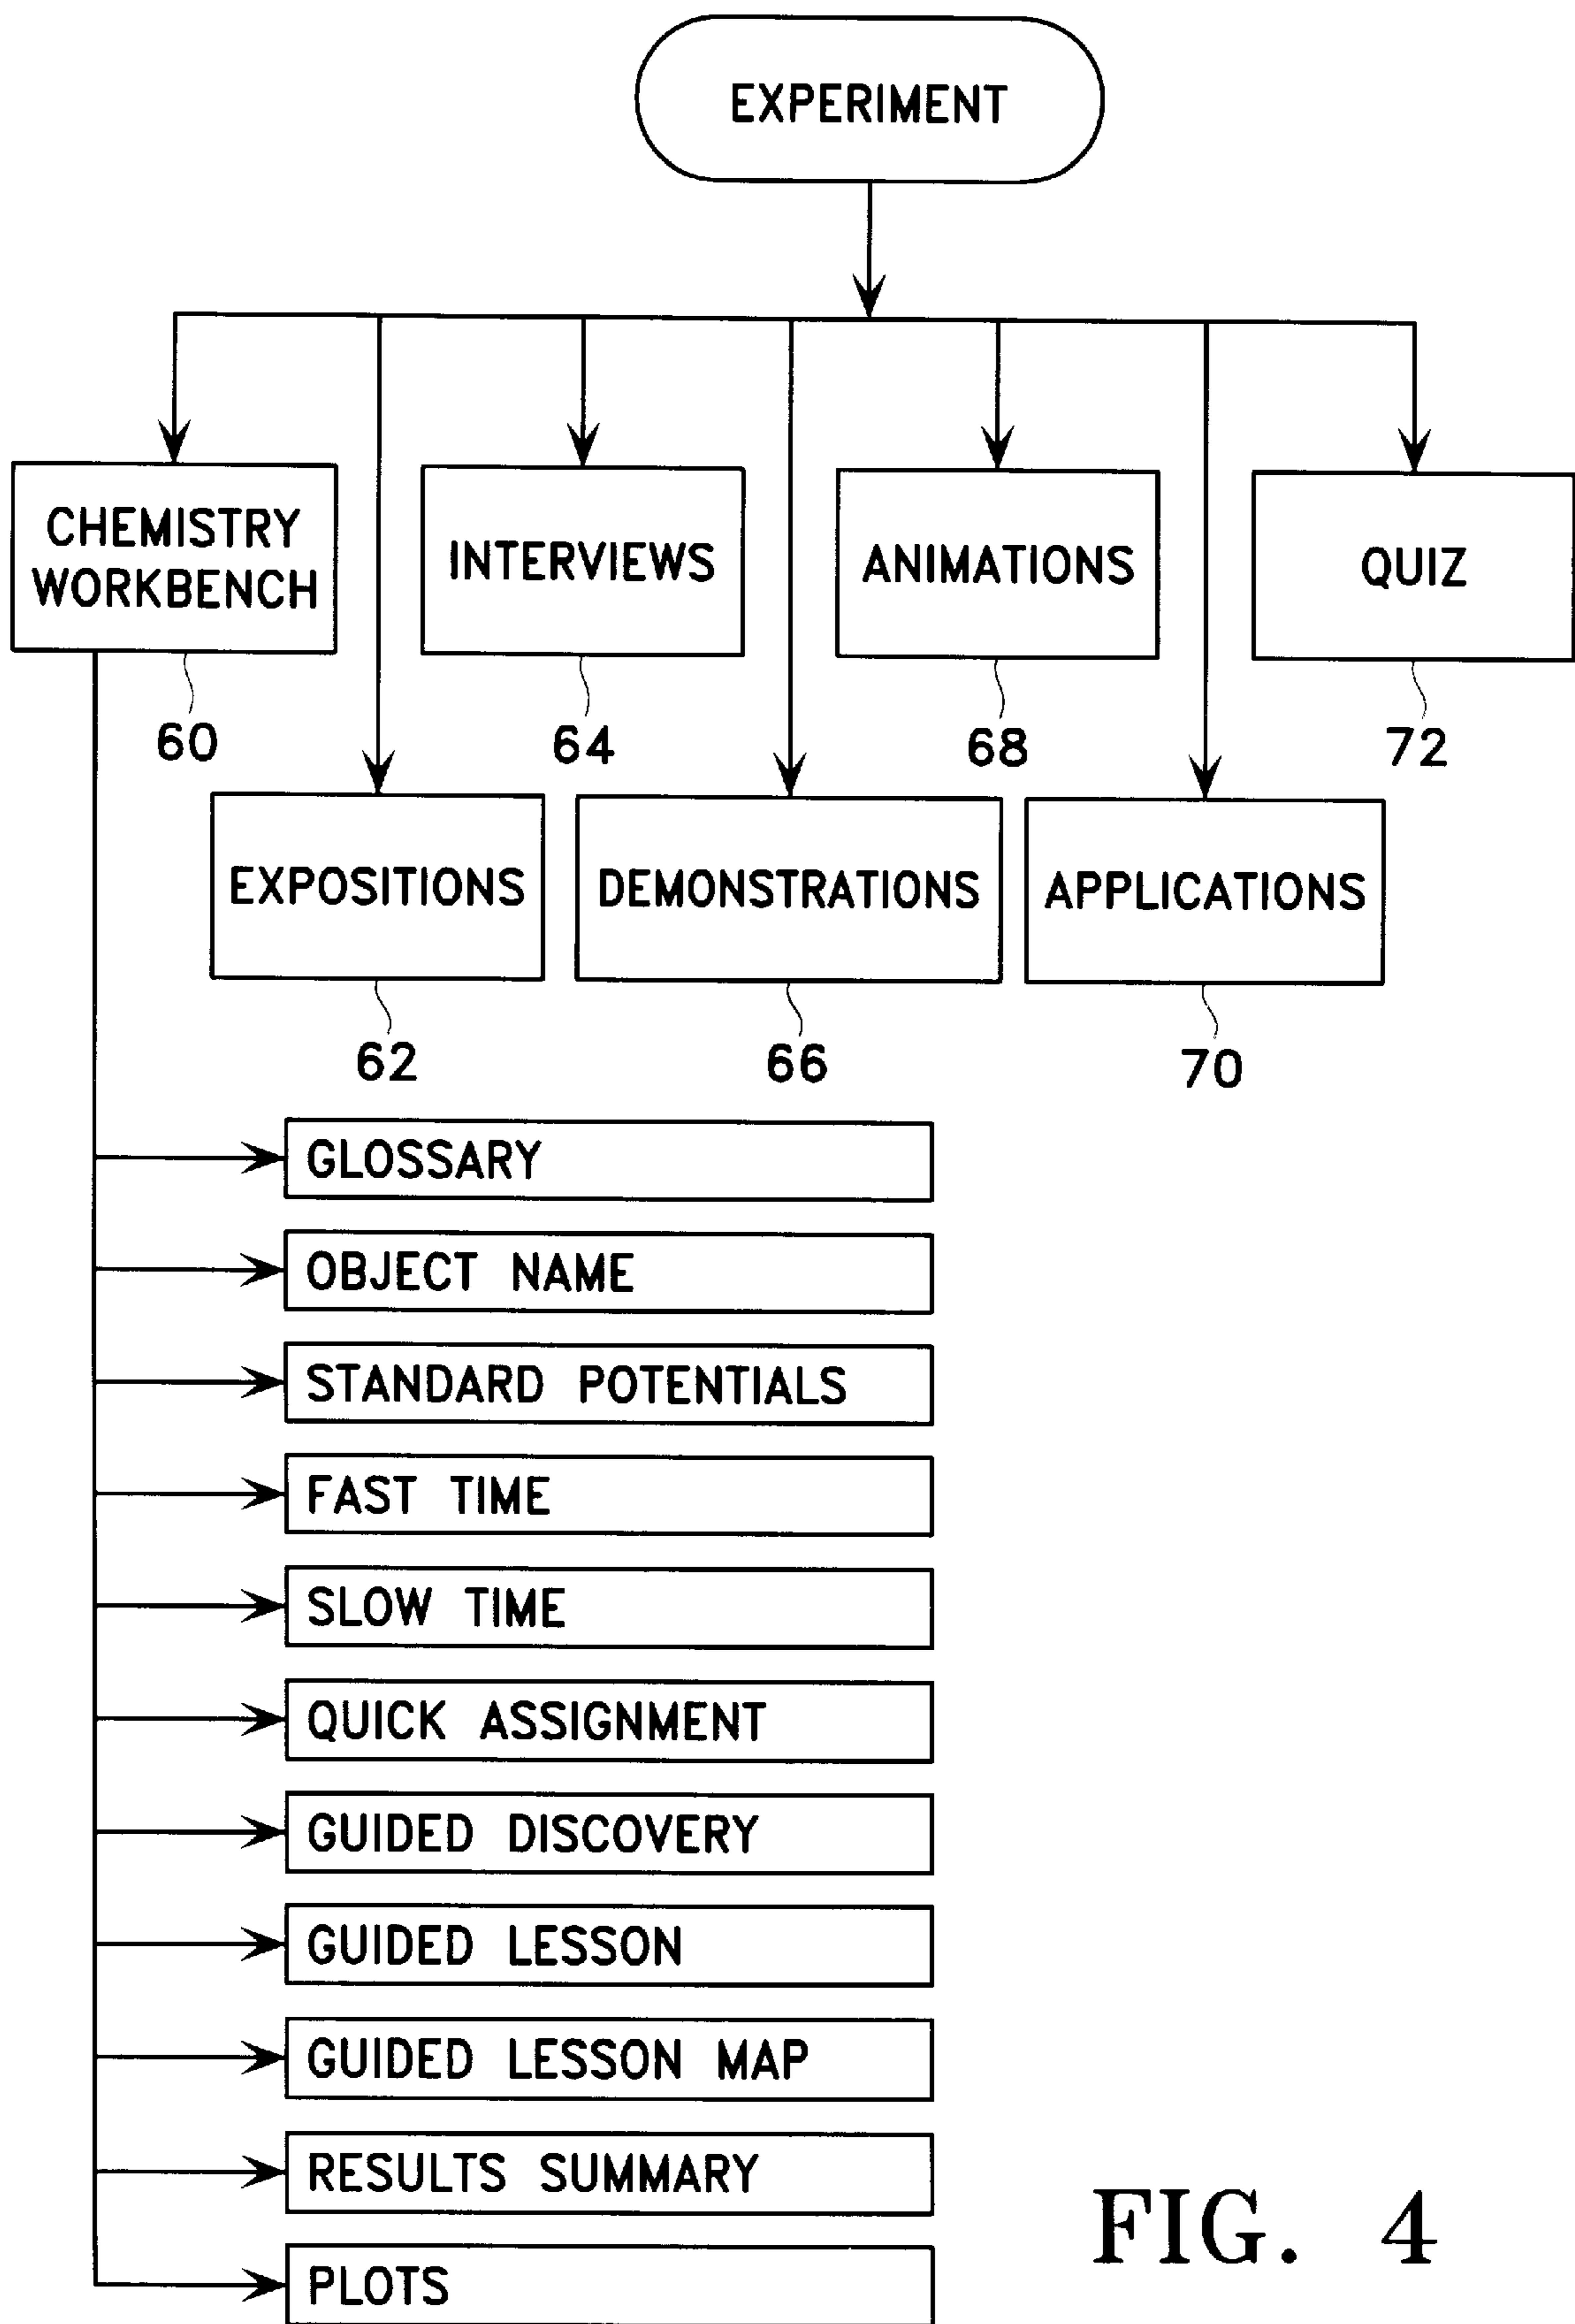 EXPERIMENT
CHEMISTRY
WORKBENCH
INTERVIEWS
ANIMATIONS
QUIZ
60
64
68
72
EXPOSITIONS
DEMONSTRATIONS
APPLICATIONS
62
66
70
GLOSSARY
OBJECT NAME
STANDARD POTENTIALS
FAST TIME
SLOW TIME
QUICK ASSIGNMENT
GUIDED DISCOVERY
GUIDED LESSON
GUIDED LESSON MAP
RESULTS SUMMARY
PLOTS
FIG. 4